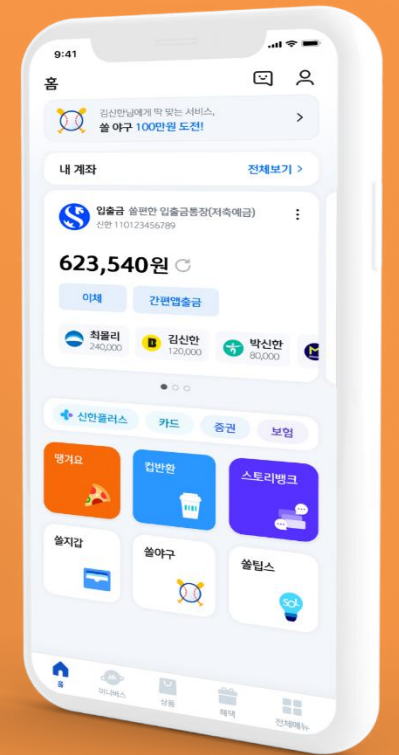 9:41
홈
김신한님에게 딱 맞는 서비스,
쏠 야구 100만원 도전!
내 계좌
전체보기
입출금 쏠편한 입출금통장(저축예금)
신한 110123456789
623,540원
이체
간편앱출금
최몰리
240,000
김신한
120,000
박신한
80,000
신한플러스
카드
증권
보험
땡겨요
컵반환
스토리뱅크
쏠지갑
쏠야구
쏠팁스
SOL
홈
머니버스
상품
혜택
전체메뉴